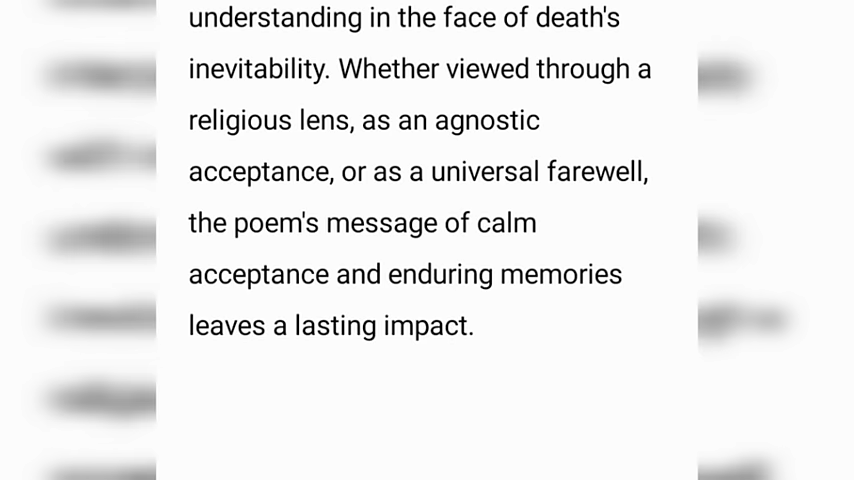 understanding in the face of death's
inevitability. Whether viewed through a
religious lens, as an agnostic
acceptance, or as a universal farewell,
the poem's message of calm
acceptance and enduring memories
leaves a lasting impact.